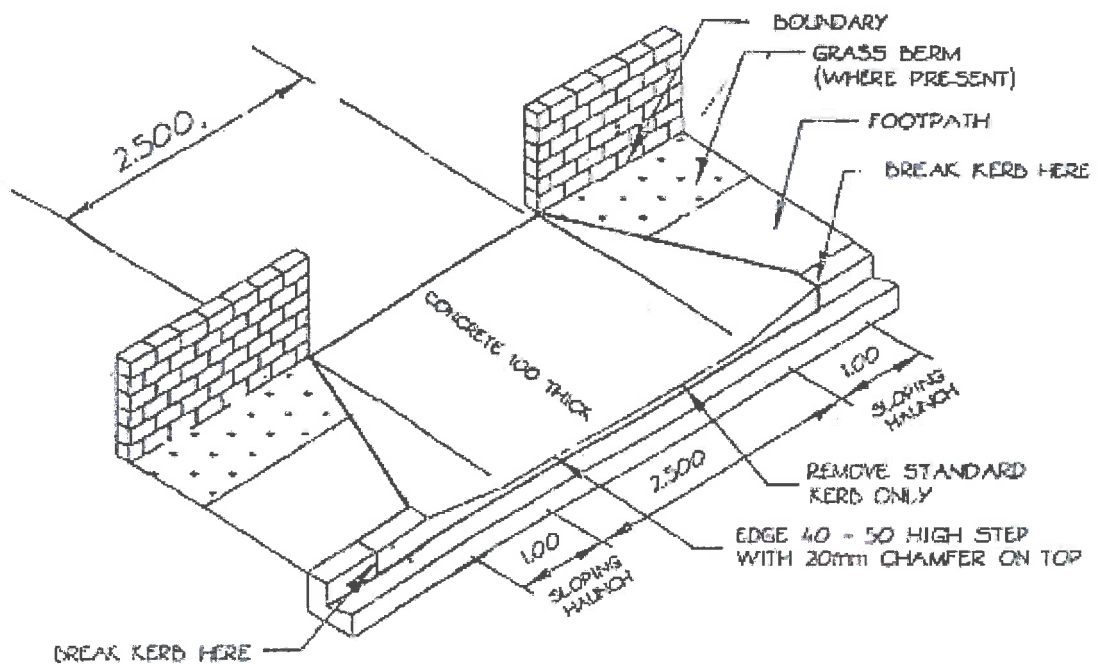 BOUNDARY
GRASS BERM
(WHERE PRESENT)
FOOTPATH
BREAK KERB HERE
2.500.
CONCRETE 100 THICK
1.00
SLOPING
HAUNCH
2.500
REMOVE STANDARD
KERB ONLY
EDGE 40 - 50 HIGH STEP
WITH 20mm CHAMFER ON TOP
1.00
SLOPING
HAUNCH
BREAK KERB HERE